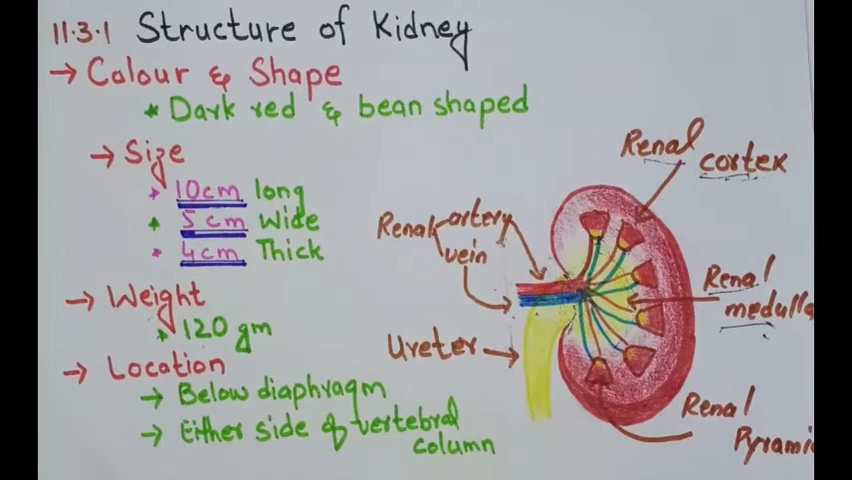 11.3.1 Structure of Kidney
→ Colour & Shape
* Dark red & bean shaped
→ Size
* 10cm long
* 5cm Wide
* 4cm Thick
→ Weight
* 120 gm
→ Location
→ Below diaphragm
→ Either side of vertebral
column
Renal
cortex
Renal artery
vein
Renal
medulla
Ureter
Renal
Pyrami